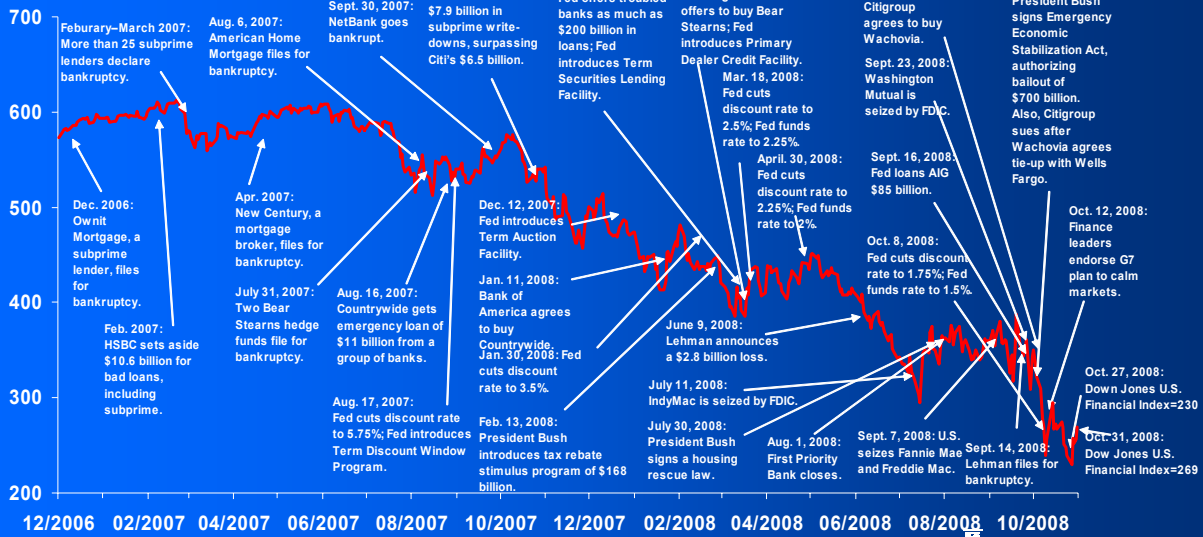 700
600
500
400
300
200
12/2006
02/2007
04/2007
06/2007
08/2007
10/2007
12/2007
02/2008
04/2008
06/2008
08/2008
10/2008
Feburary–March 2007:
More than 25 subprime
lenders declare
bankruptcy.
Aug. 6, 2007:
American Home
Mortgage files for
bankruptcy.
Sept. 30, 2007:
NetBank goes
bankrupt.
$7.9 billion in
subprime write-
downs, surpassing
Citi's $6.5 billion.
Fed offers troubled
banks as much as
$200 billion in
loans; Fed
introduces Term
Securities Lending
Facility.
offers to buy Bear
Stearns; Fed
introduces Primary
Dealer Credit Facility.
Mar. 18, 2008:
Fed cuts
discount rate to
2.5%; Fed funds
rate to 2.25%.
April. 30, 2008:
Fed cuts
discount rate to
2.25%; Fed funds
rate to 2%.
Citigroup
agrees to buy
Wachovia.
Sept. 23, 2008:
Washington
Mutual is
seized by FDIC.
Sept. 16, 2008:
Fed loans AIG
$85 billion.
Oct. 8, 2008:
Fed cuts discount
rate to 1.75%; Fed
funds rate to 1.5%.
President Bush
signs Emergency
Economic
Stabilization Act,
authorizing
bailout of
$700 billion.
Also, Citigroup
sues after
Wachovia agrees
tie-up with Wells
Fargo.
Oct. 12, 2008:
Finance
leaders
endorse G7
plan to calm
markets.
Dec. 2006:
Ownit
Mortgage, a
subprime
lender, files
for
bankruptcy.
Feb. 2007:
HSBC sets aside
$10.6 billion for
bad loans,
including
subprime.
Apr. 2007:
New Century, a
mortgage
broker, files for
bankruptcy.
July 31, 2007:
Two Bear
Stearns hedge
funds file for
bankruptcy.
Aug. 16, 2007:
Countrywide gets
emergency loan of
$11 billion from a
group of banks.
Aug. 17, 2007:
Fed cuts discount rate
to 5.75%; Fed introduces
Term Discount Window
Program.
Dec. 12, 2007:
Fed introduces
Term Auction
Facility.
Jan. 11, 2008:
Bank of
America agrees
to buy
Countrywide.
Jan. 30, 2008: Fed
cuts discount
rate to 3.5%.
Feb. 13, 2008:
President Bush
introduces tax rebate
stimulus program of $168
billion.
June 9, 2008:
Lehman announces
a $2.8 billion loss.
July 11, 2008:
IndyMac is seized by FDIC.
July 30, 2008:
President Bush
signs a housing
rescue law.
Aug. 1, 2008:
First Priority
Bank closes.
Sept. 7, 2008: U.S.
seizes Fannie Mae
and Freddie Mac.
Sept. 14, 2008:
Lehman files for
bankruptcy.
Oct. 27, 2008:
Down Jones U.S.
Financial Index=230
Oct. 31, 2008:
Dow Jones U.S.
Financial Index=269